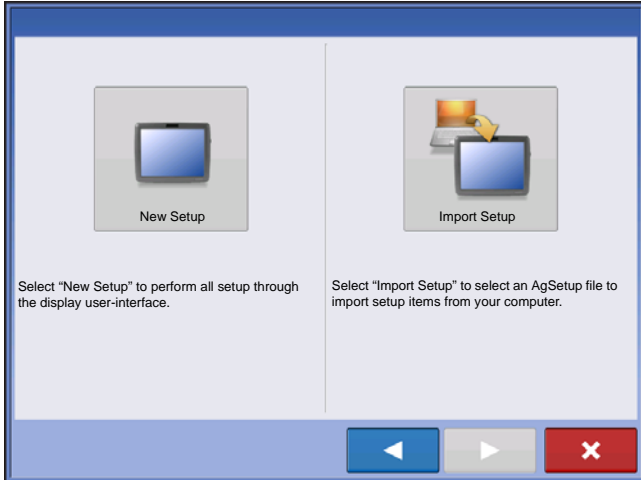 New Setup
Import Setup
Select “New Setup” to perform all setup through
the display user-interface.
Select “Import Setup” to select an AgSetup file to
import setup items from your computer.